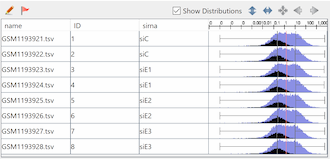 Show Distributions
name ID sirna
GSM1193921.tsv 1 siC
GSM1193922.tsv 2 siC
GSM1193923.tsv 3 siE1
GSM1193924.tsv 4 siE1
GSM1193925.tsv 5 siE2
GSM1193926.tsv 6 siE2
GSM1193927.tsv 7 siE3
GSM1193928.tsv 8 siE3